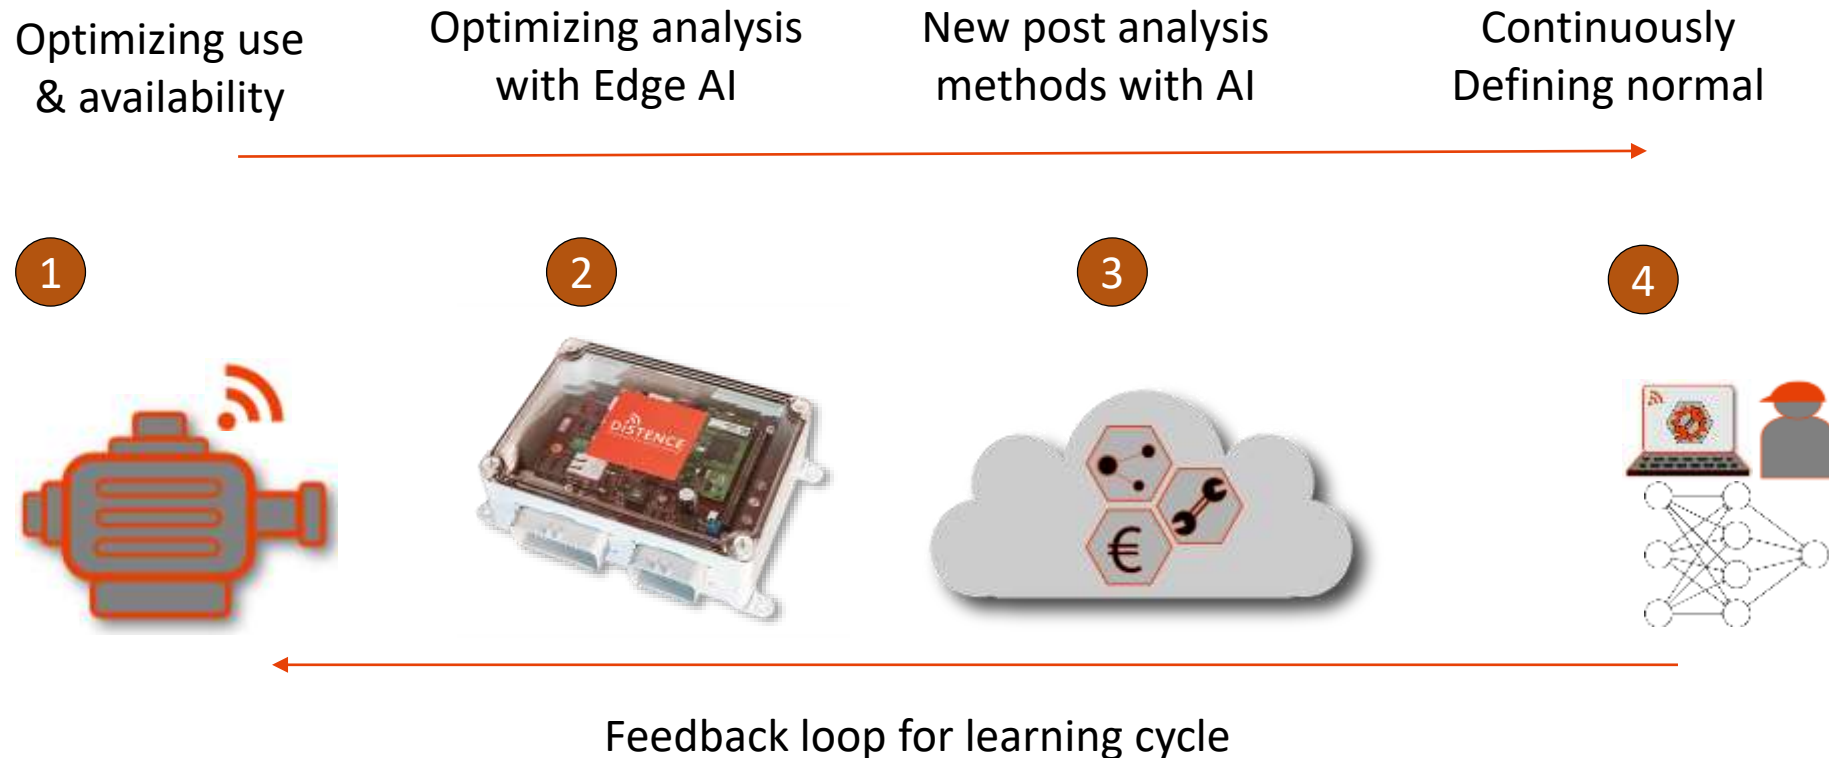 Optimizing use
& availability
Optimizing analysis
with Edge AI
New post analysis
methods with AI
Continuously
Defining normal
1
2
3
4
DISTENCE
€
Feedback loop for learning cycle